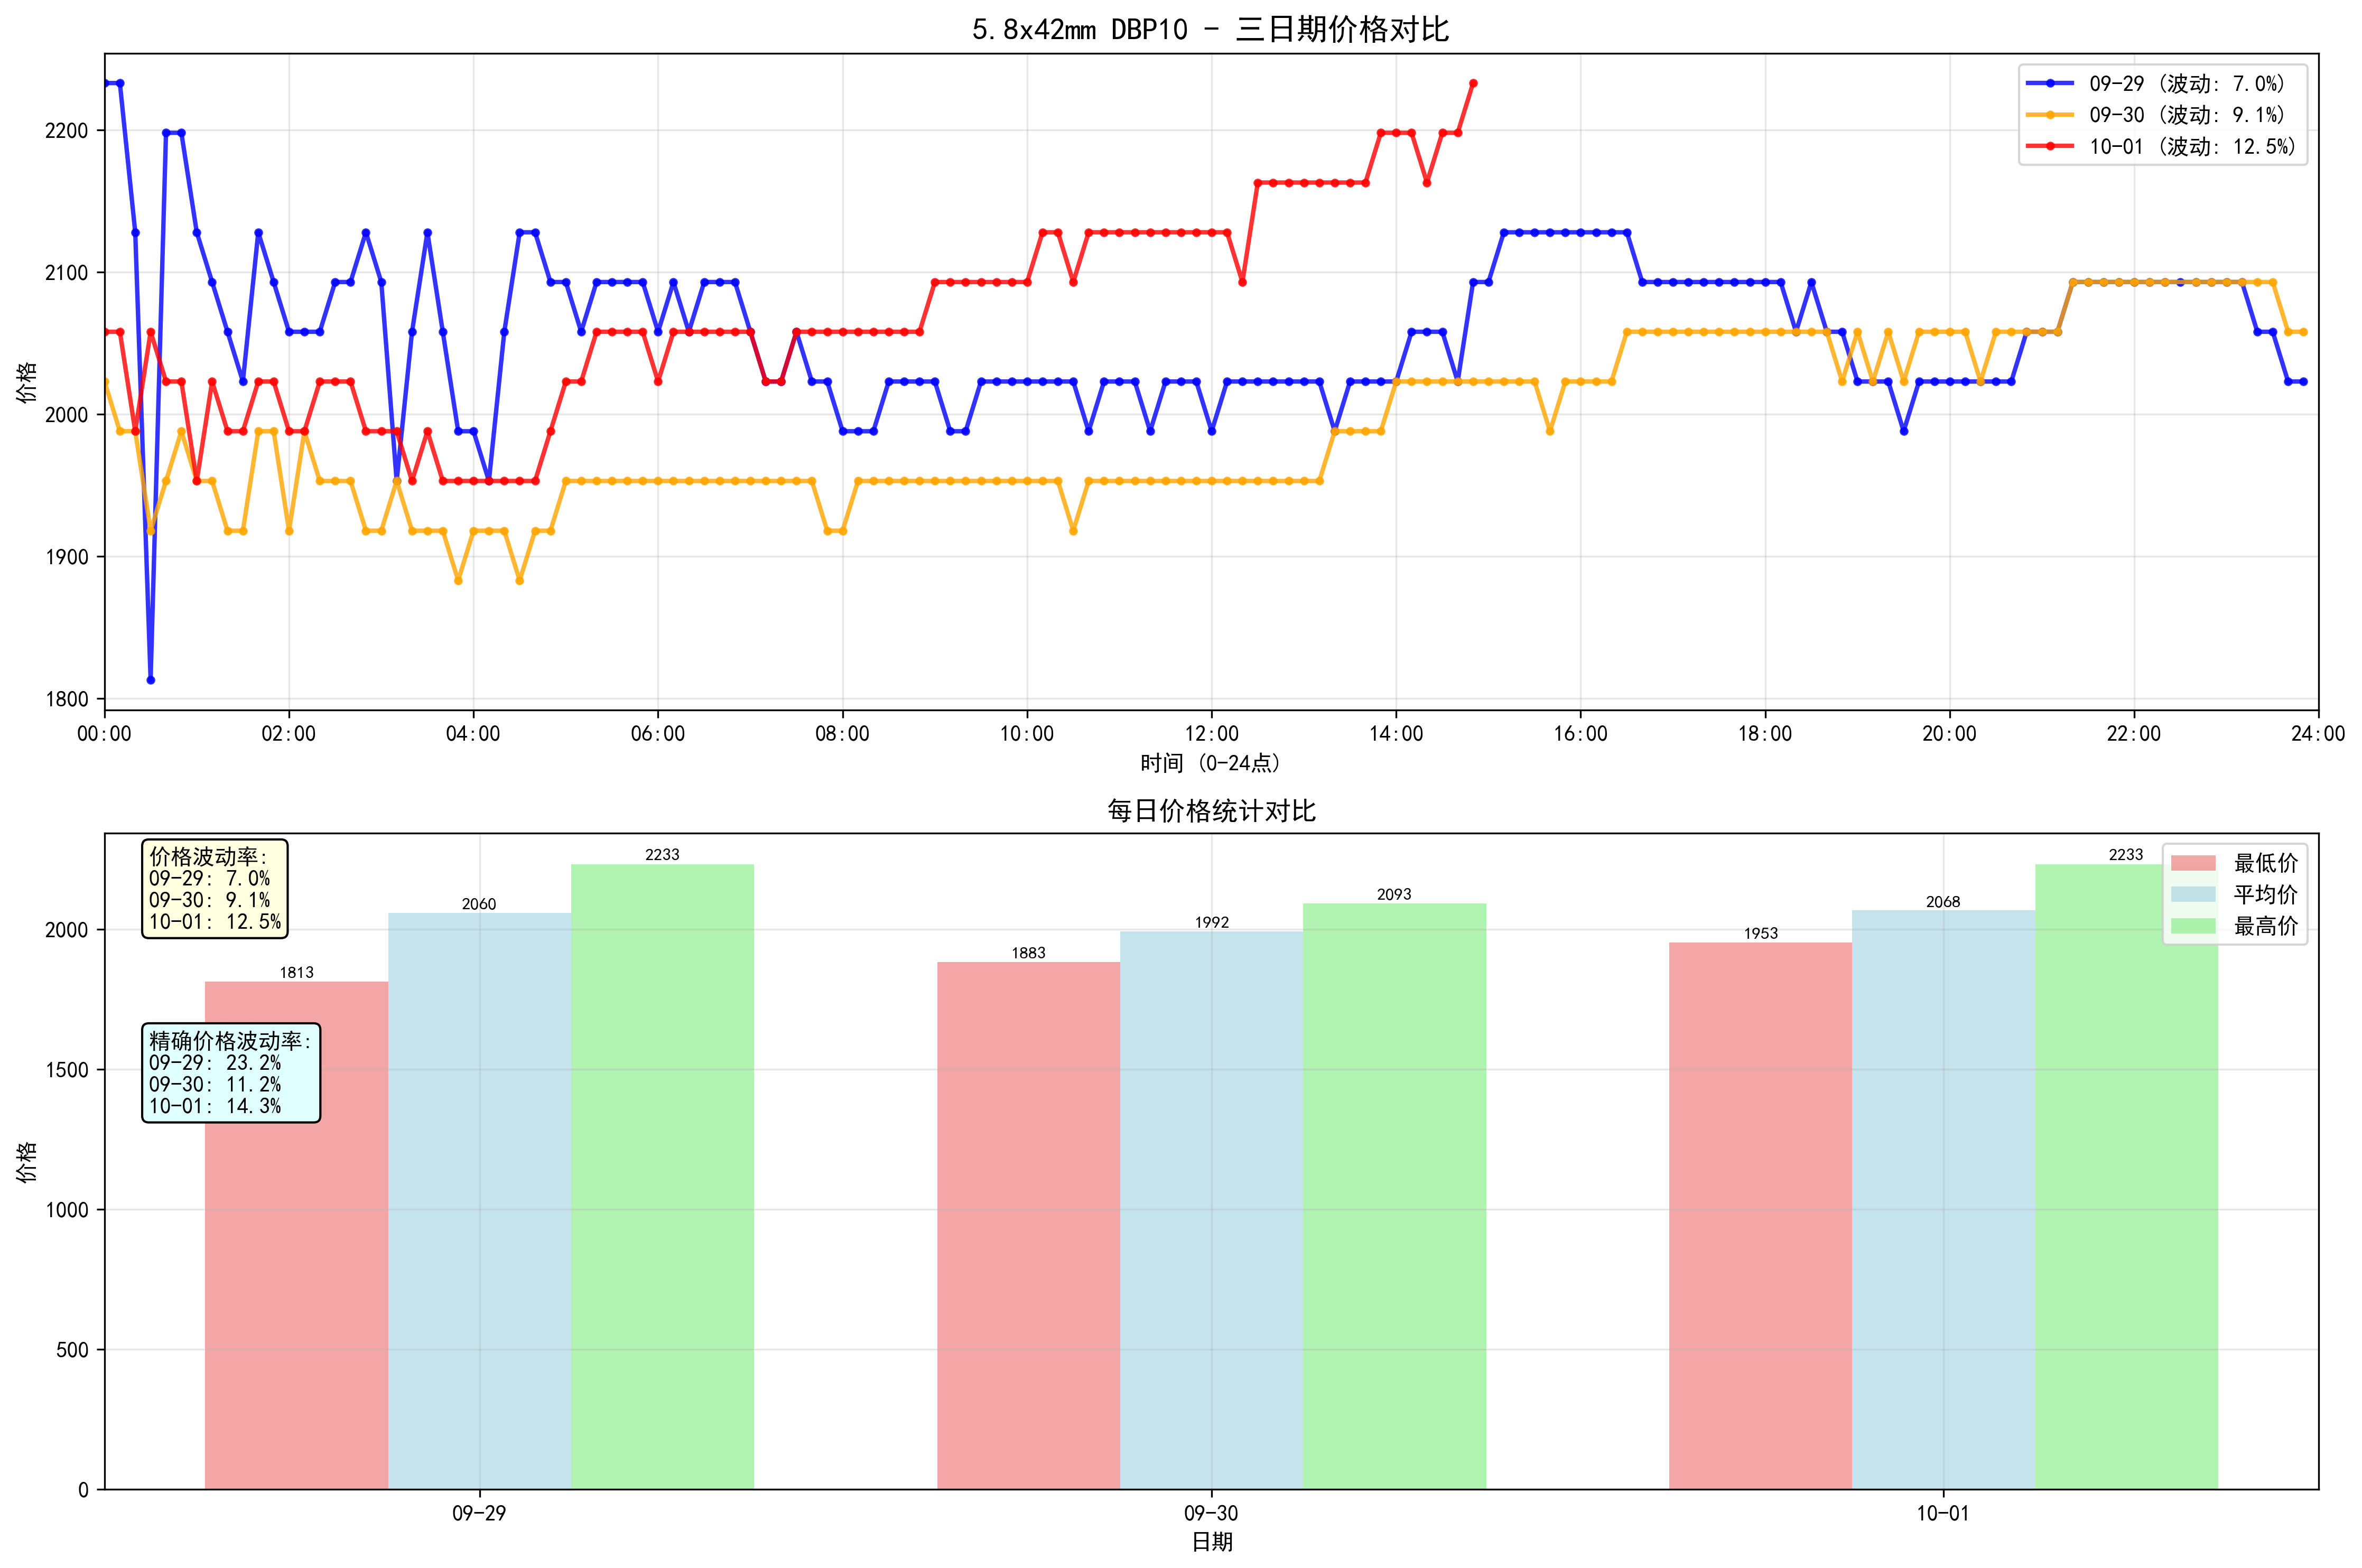 5.8x42mm DBP10 - 三日期价格对比
09-29 (波动: 7.0%)
09-30 (波动: 9.1%)
10-01 (波动: 12.5%)
价格
2200
2100
2000
1900
1800
00:00 02:00 04:00 06:00 08:00 10:00 12:00 14:00 16:00 18:00 20:00 22:00 24:00
时间 (0-24点)
每日价格统计对比
价格波动率:
09-29: 7.0%
09-30: 9.1%
10-01: 12.5%
精确价格波动率:
09-29: 23.2%
09-30: 11.2%
10-01: 14.3%
最低价
平均价
最高价
1813 2060 2233
1883 1992 2093
1953 2068 2233
价格
2000
1500
1000
500
0
09-29 09-30 10-01
日期